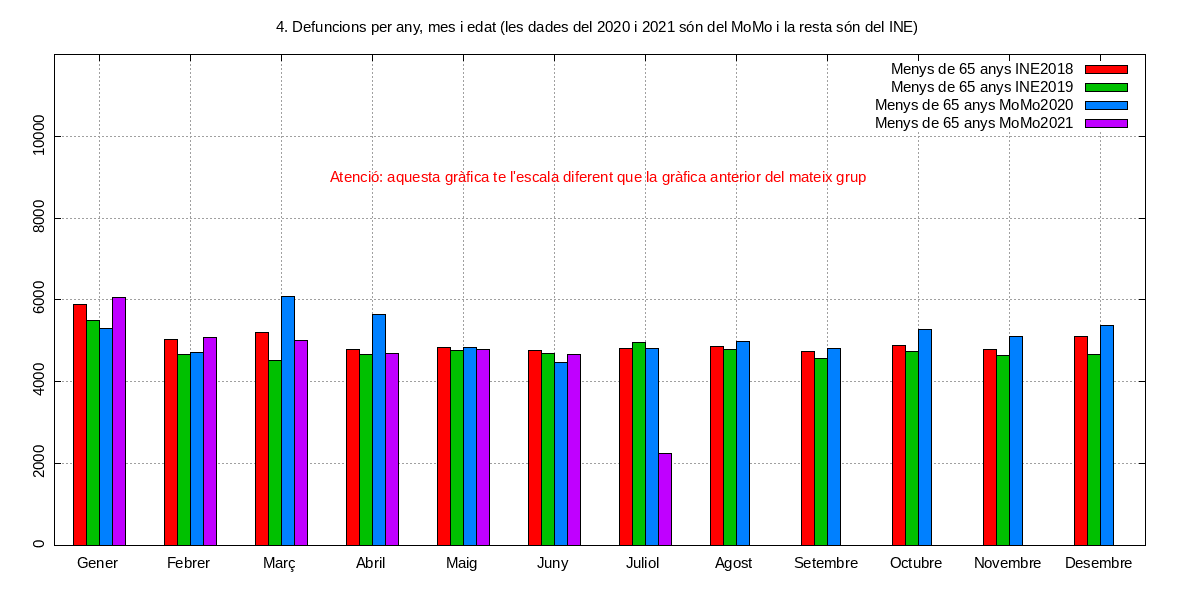 4. Defuncions per any, mes i edat (les dades del 2020 i 2021 són del MoMo i la resta són del INE)
Menys de 65 anys INE2018
Menys de 65 anys INE2019
Menys de 65 anys MoMo2020
Menys de 65 anys MoMo2021
Atenció: aquesta gràfica te l'escala diferent que la gràfica anterior del mateix grup
10000
8000
6000
4000
2000
0
Gener Febrer Març Abril Maig Juny Juliol Agost Setembre Octubre Novembre Desembre